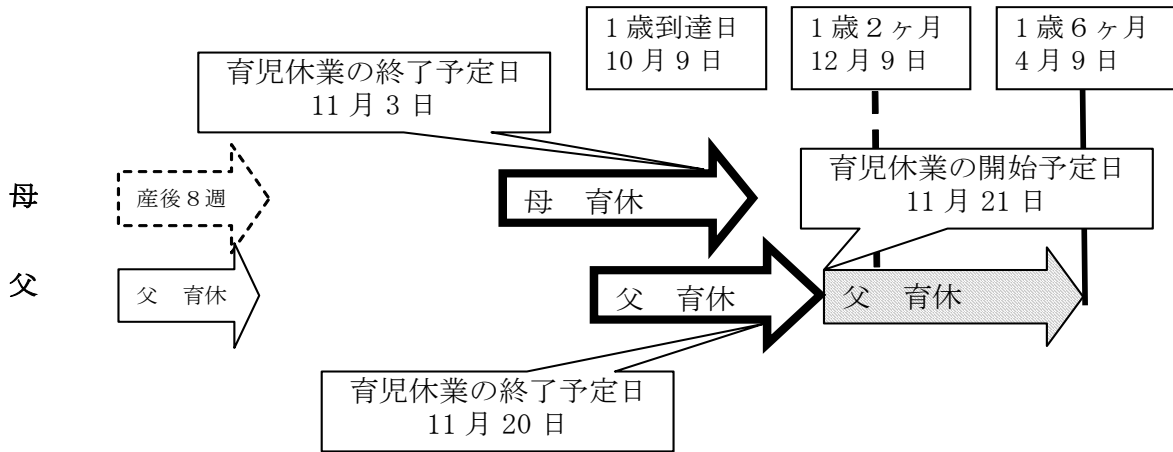 １歳到達日
10月9日
１歳２ヶ月
12月9日
１歳６ヶ月
4月9日
育児休業の終了予定日
11月3日
育児休業の開始予定日
11月21日
母
産後８週
母　育休
父
父　育休
父　育休
父　育休
育児休業の終了予定日
11月20日